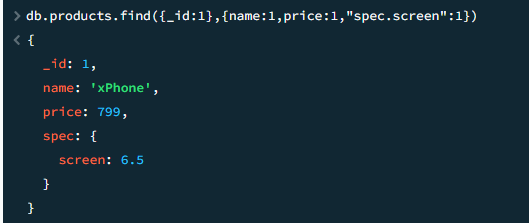 > db.products.find({_id:1},{name:1,price:1,"spec.screen":1})
< {
_id: 1,
name: 'xPhone',
price: 799,
spec: {
screen: 6.5
}
}